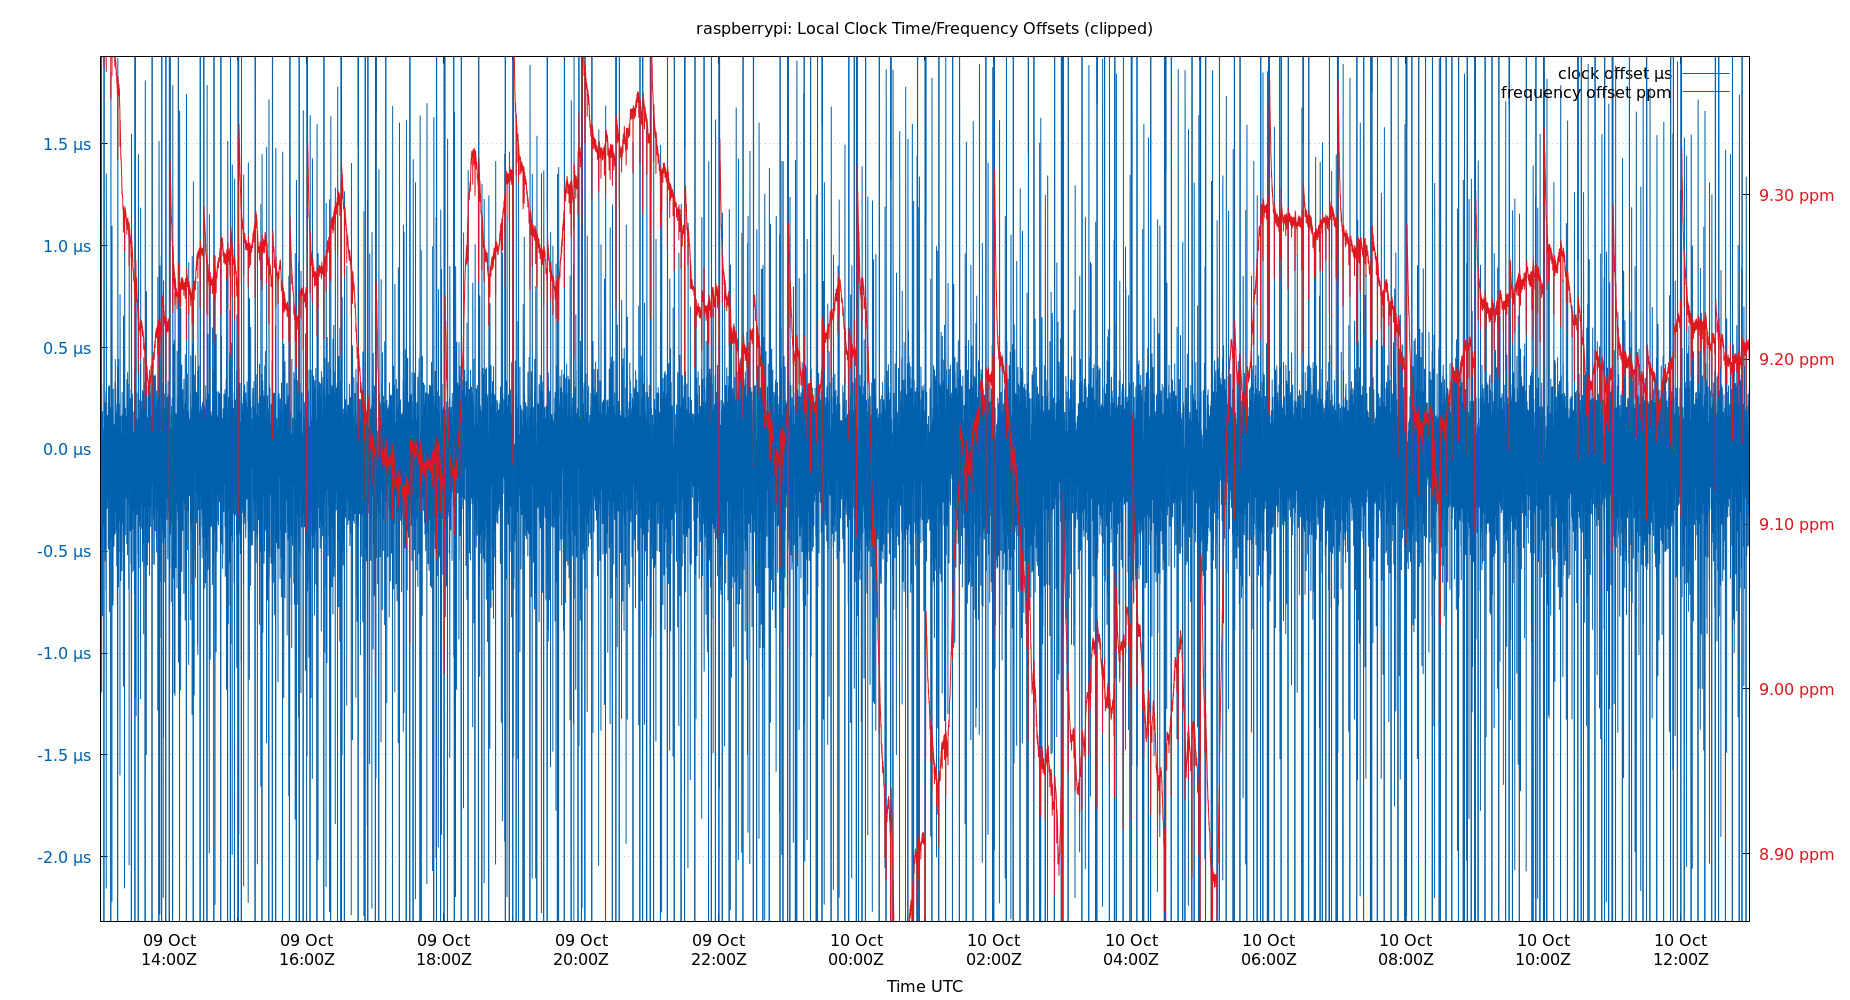 raspberrypi: Local Clock Time/Frequency Offsets (clipped)
clock offset µs
frequency offset ppm
1.5 µs
1.0 µs
0.5 µs
0.0 µs
-0.5 µs
-1.0 µs
-1.5 µs
-2.0 µs
9.30 ppm
9.20 ppm
9.10 ppm
9.00 ppm
8.90 ppm
09 Oct 09 Oct 09 Oct 09 Oct 09 Oct 10 Oct 10 Oct 10 Oct 10 Oct 10 Oct 10 Oct 10 Oct
14:00Z 16:00Z 18:00Z 20:00Z 22:00Z 00:00Z 02:00Z 04:00Z 06:00Z 08:00Z 10:00Z 12:00Z
Time UTC